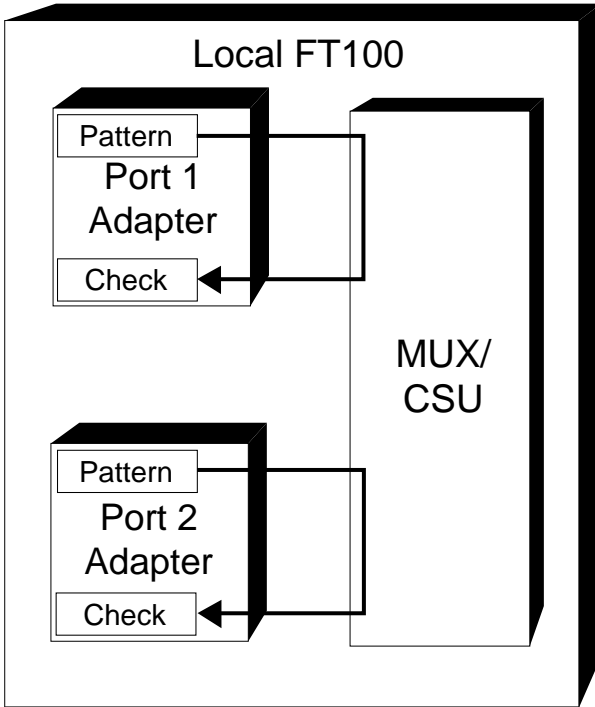 Local FT100
Pattern
Port 1
Adapter
Check
MUX/
CSU
Pattern
Port 2
Adapter
Check